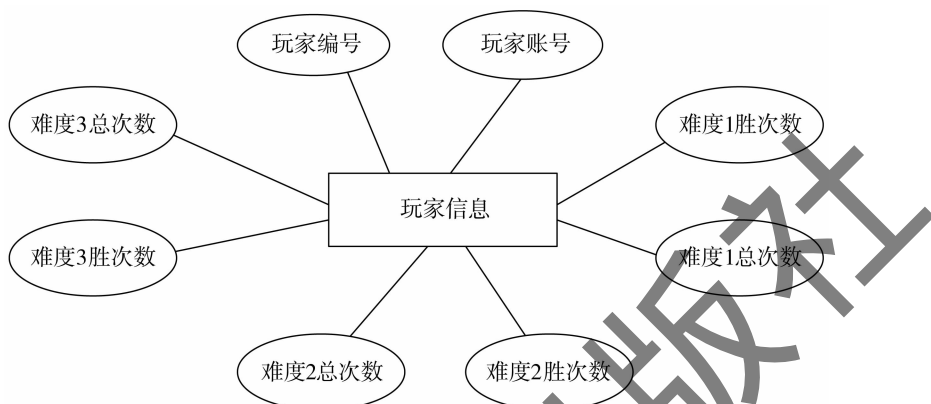 玩家编号
玩家账号
难度3总次数
难度1胜次数
玩家信息
难度3胜次数
难度1总次数
难度2总次数
难度2胜次数
版社